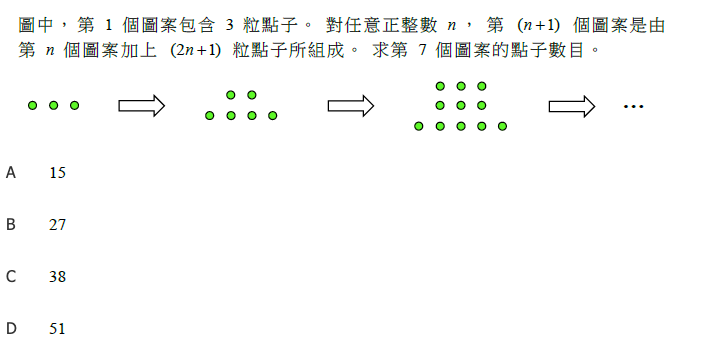 圖中，第 1 個圖案包含 3 粒點子。 對任意正整數 n ， 第 (n+1) 個圖案是由
第 n 個圖案加上 (2n+1) 粒點子所組成。 求第 7 個圖案的點子數目。
...
A 15
B 27
C 38
D 51